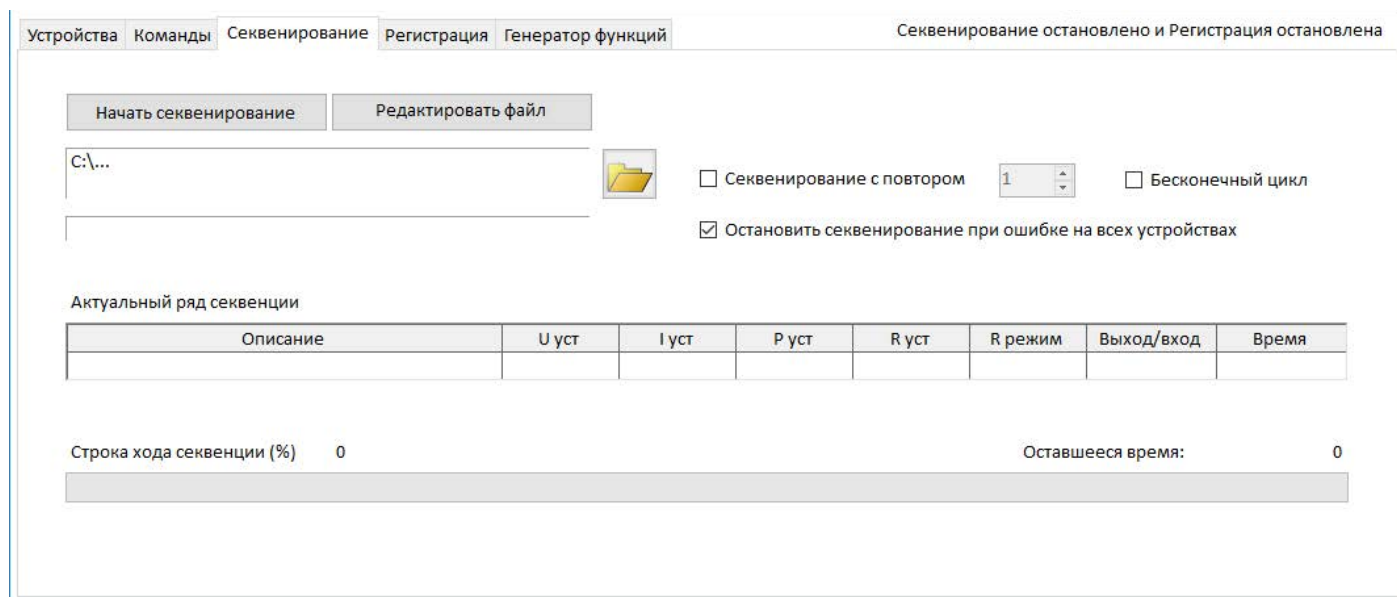 Устройства Команды Секвенирование Регистрация Генератор функций Секвенирование остановлено и Регистрация остановлена
Начать секвенирование Редактировать файл
C:\...
Секвенирование с повтором 1 Бесконечный цикл
Остановить секвенирование при ошибке на всех устройствах
Актуальный ряд секвенции
Описание U уст I уст P уст R уст R режим Выход/вход Время
Строка хода секвенции (%) 0 Оставшееся время: 0